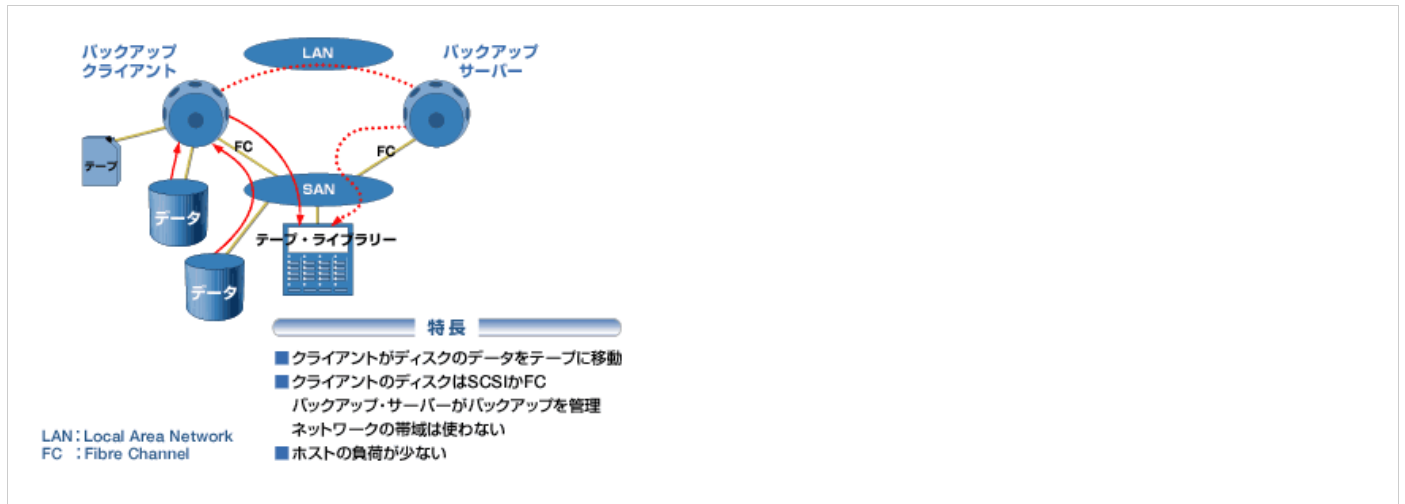 バックアップ
クライアント
LAN
バックアップ
サーバー
FC
FC
テープ
SAN
データ
テープ・ライブラリー
データ
特長
■クライアントがディスクのデータをテープに移動
■クライアントのディスクはSCSIかFC
バックアップ・サーバーがバックアップを管理
ネットワークの帯域は使わない
■ホストの負荷が少ない
LAN：Local Area Network
FC ：Fibre Channel